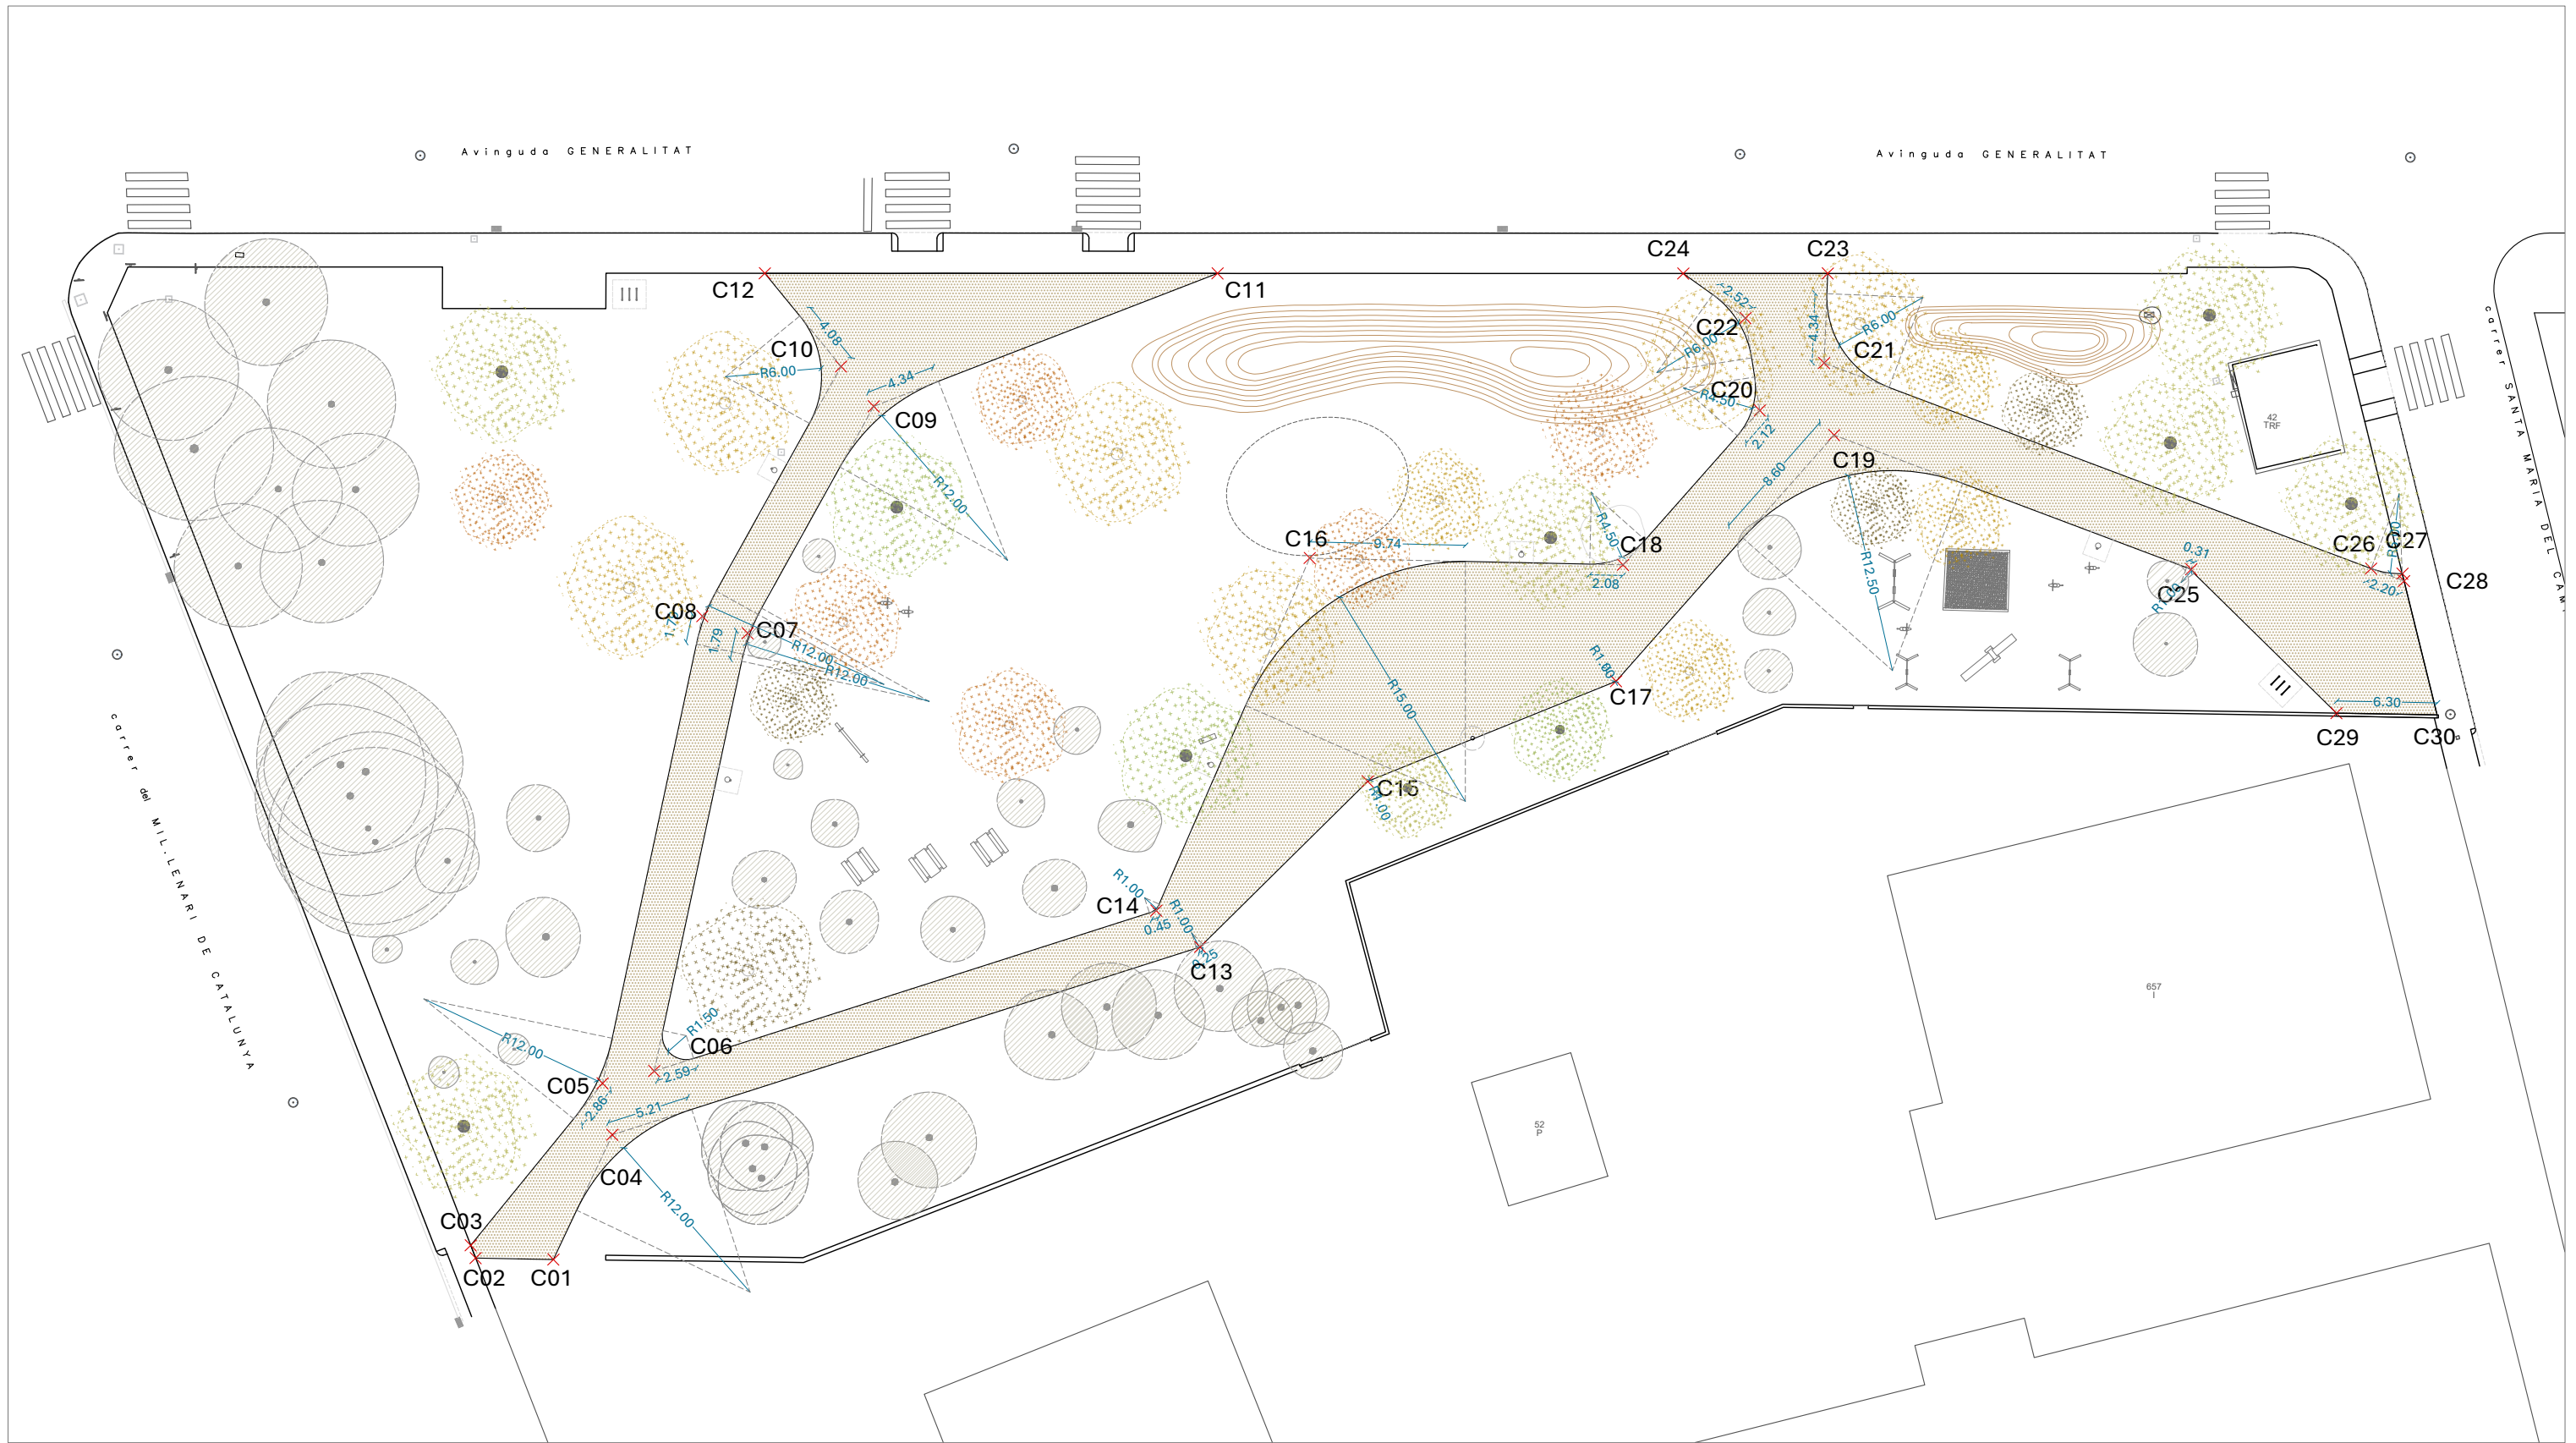 Avinguda GENERALITAT
Avinguda GENERALITAT
C24
C23
C12
C11
2.52
4.08
C22
4.34
R6.00
R6.00
C10
C21
R6.00
4.34
C20
R4.50
C09
2.12
42
TRF
carrer SANTA MARIA DEL CAM
C19
8.60
R12.00
C16
9.74
R4.50
C18
C26
C27
0.31
R12.50
2.08
C25
2.20
C28
C08
1.79
C07
R12.00
R12.00
R1.00
C17
R15.00
6.30
C29
C30
carrer del MIL.LENARI DE CATALUNYA
C15
R1.00
R1.00
C14
R1.00
0.45
C13
657
I
R1.50
C06
R12.00
2.59
C05
2.86
5.21
52
P
C04
R12.00
C03
C02
C01